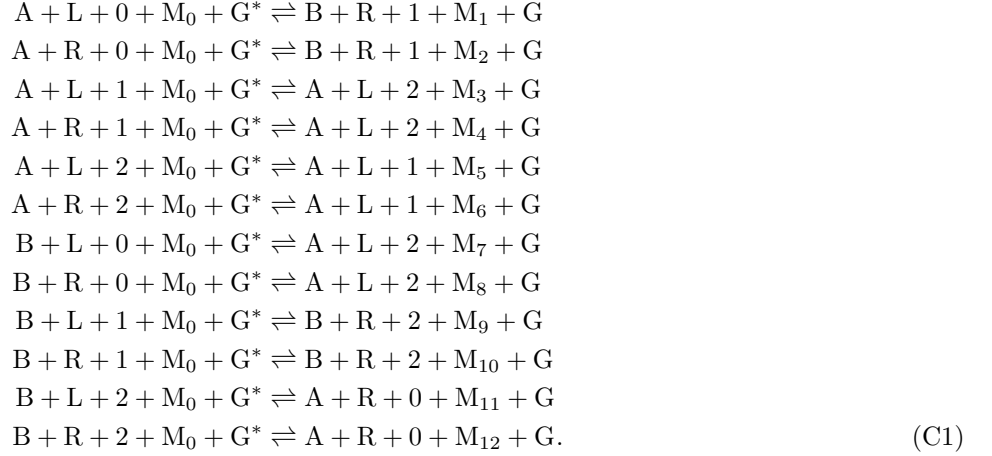 A + L + 0 + M₀ + G* ⇌ B + R + 1 + M₁ + G
A + R + 0 + M₀ + G* ⇌ B + R + 1 + M₂ + G
A + L + 1 + M₀ + G* ⇌ A + L + 2 + M₃ + G
A + R + 1 + M₀ + G* ⇌ A + L + 2 + M₄ + G
A + L + 2 + M₀ + G* ⇌ A + L + 1 + M₅ + G
A + R + 2 + M₀ + G* ⇌ A + L + 1 + M₆ + G
B + L + 0 + M₀ + G* ⇌ A + L + 2 + M₇ + G
B + R + 0 + M₀ + G* ⇌ A + L + 2 + M₈ + G
B + L + 1 + M₀ + G* ⇌ B + R + 2 + M₉ + G
B + R + 1 + M₀ + G* ⇌ B + R + 2 + M₁₀ + G
B + L + 2 + M₀ + G* ⇌ A + R + 0 + M₁₁ + G
B + R + 2 + M₀ + G* ⇌ A + R + 0 + M₁₂ + G. (C1)